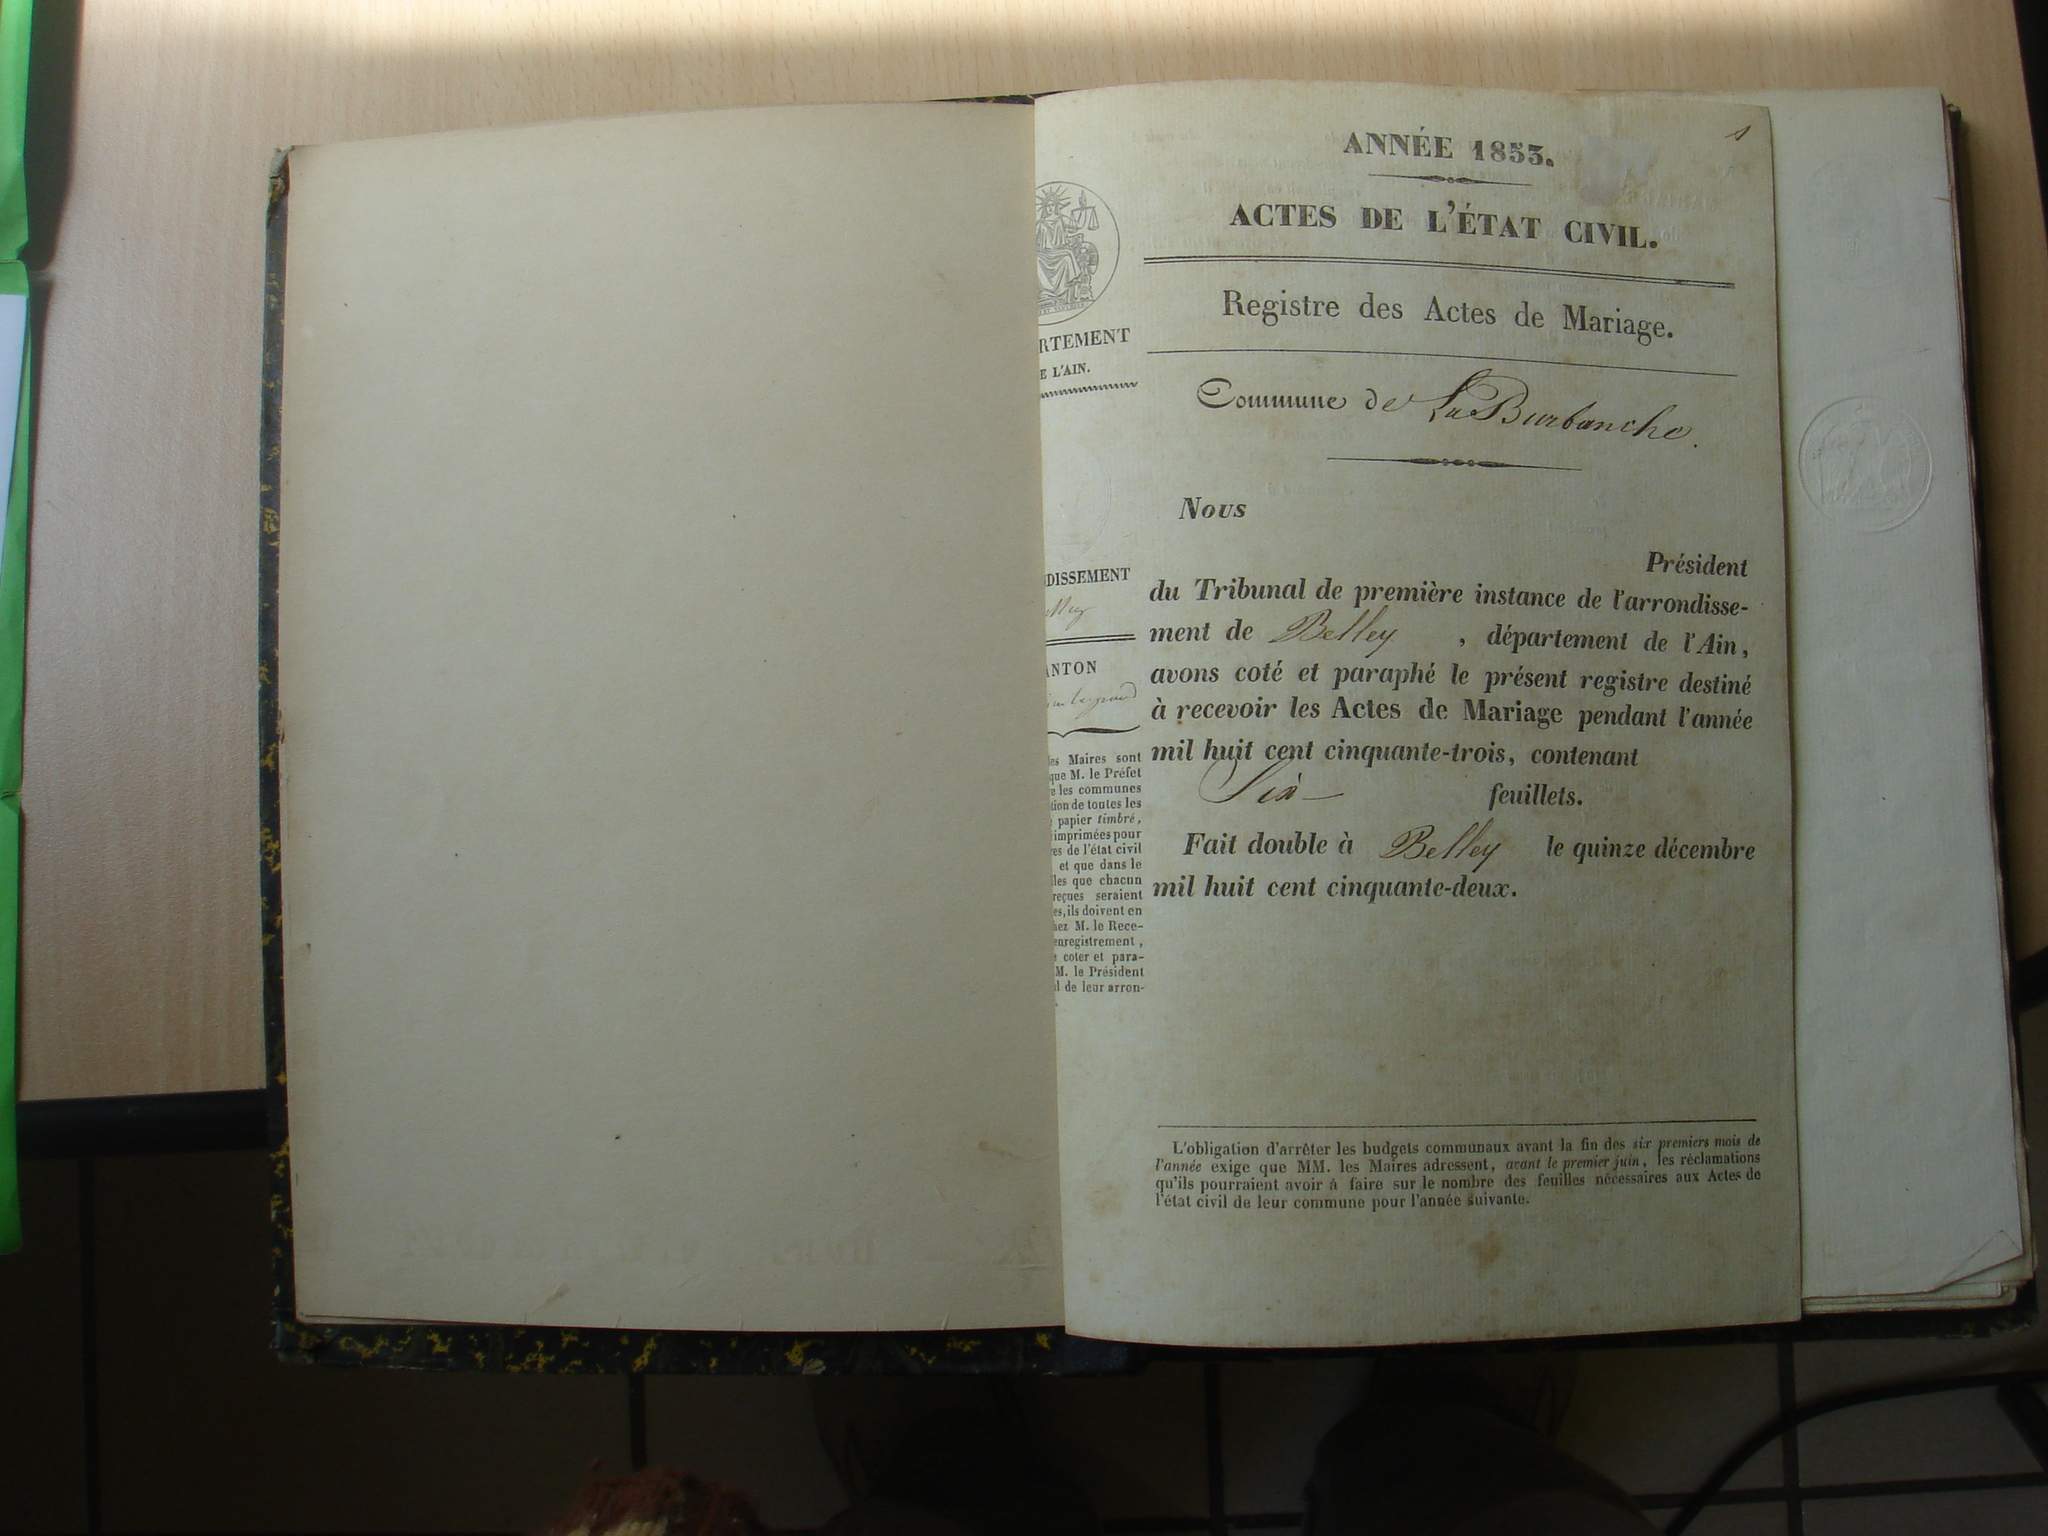 1
ANNÉE 1853.
ACTES DE L'ÉTAT CIVIL.
Registre des Actes de Mariage.
Commune de La Burbanche.
RTEMENT
E L'AIN.
DISSEMENT
elley
ANTON
es Maires sont
que M. le Préfet
e les communes
tion de toutes les
papier timbré,
imprimées pour
es de l'état civil
et que dans le
lles que chacun
reçues seraient
es, ils doivent en
hez M. le Rece-
enregistrement,
coter et para-
M. le Président
l de leur arron-
Nous
Président
du Tribunal de première instance de l'arrondisse-
ment de Belley, département de l'Ain,
avons coté et paraphé le présent registre destiné
à recevoir les Actes de Mariage pendant l'année
mil huit cent cinquante-trois, contenant
Six feuillets.
Fait double à Belley le quinze décembre
mil huit cent cinquante-deux.
L'obligation d'arrêter les budgets communaux avant la fin des six premiers mois de
l'année exige que MM. les Maires adressent, avant le premier juin, les réclamations
qu'ils pourraient avoir à faire sur le nombre des feuilles nécessaires aux Actes de
l'état civil de leur commune pour l'année suivante.